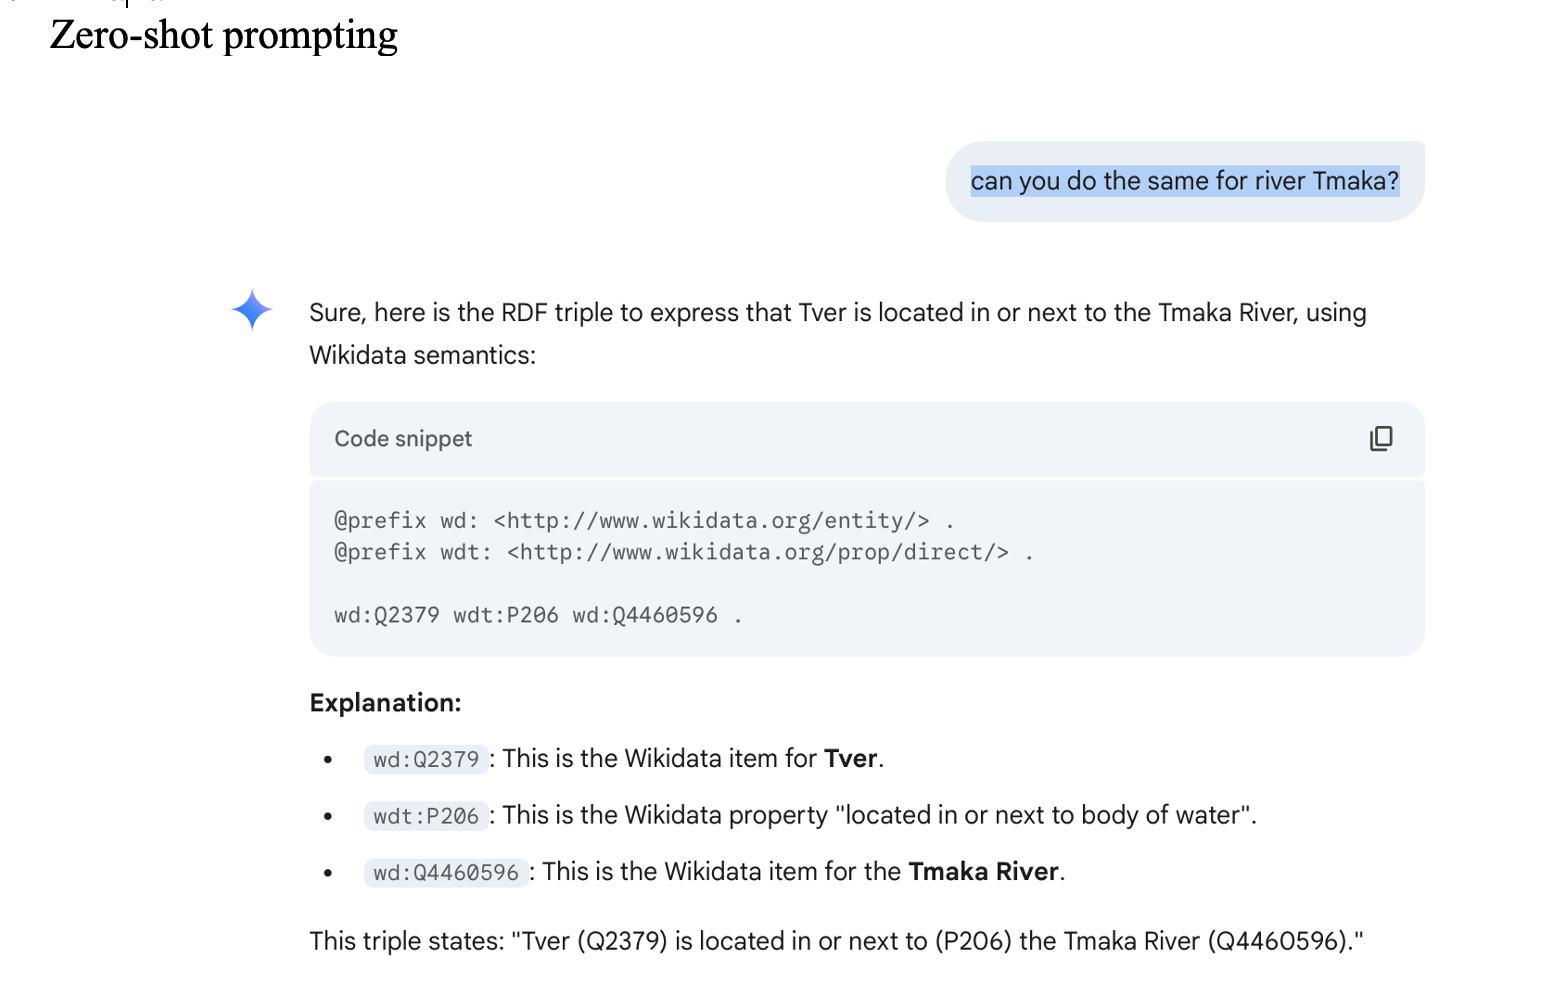 Zero-shot prompting
can you do the same for river Tmaka?
Sure, here is the RDF triple to express that Tver is located in or next to the Tmaka River, using
Wikidata semantics:
Code snippet
@prefix wd: <http://www.wikidata.org/entity/> .
@prefix wdt: <http://www.wikidata.org/prop/direct/> .
wd:Q2379 wdt:P206 wd:Q4460596 .
Explanation:
• wd:Q2379 : This is the Wikidata item for Tver.
• wdt:P206 : This is the Wikidata property "located in or next to body of water".
• wd:Q4460596 : This is the Wikidata item for the Tmaka River.
This triple states: "Tver (Q2379) is located in or next to (P206) the Tmaka River (Q4460596)."